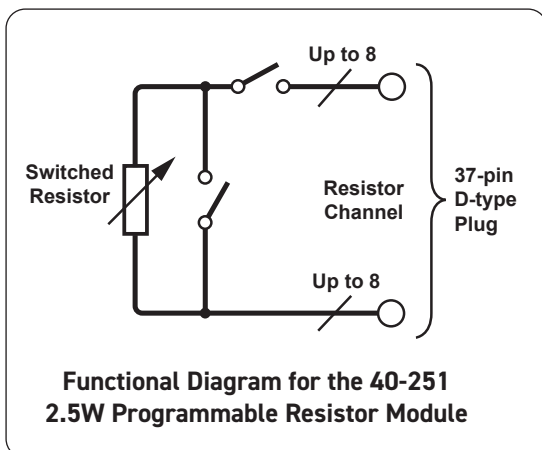 Up to 8
Switched
Resistor
Resistor
Channel
37-pin
D-type
Plug
Up to 8
Functional Diagram for the 40-251
2.5W Programmable Resistor Module